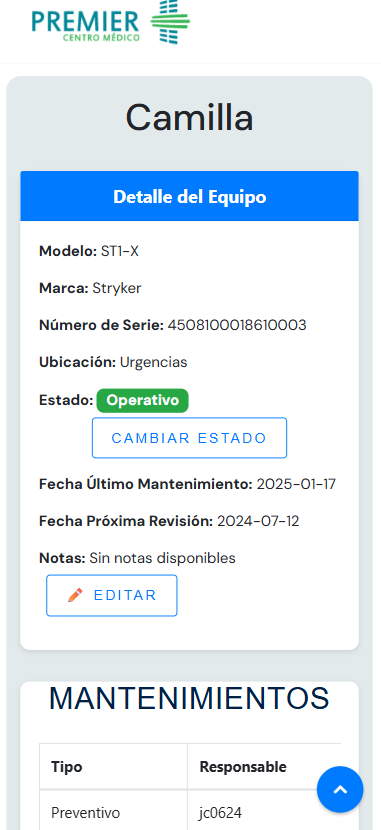 PREMIER
CENTRO MÉDICO
Camilla
Detalle del Equipo
Modelo: ST1-X
Marca: Stryker
Número de Serie: 4508100018610003
Ubicación: Urgencias
Estado: Operativo
CAMBIAR ESTADO
Fecha Último Mantenimiento: 2025-01-17
Fecha Próxima Revisión: 2024-07-12
Notas: Sin notas disponibles
EDITAR
MANTENIMIENTOS
Tipo Responsable
Preventivo jc0624